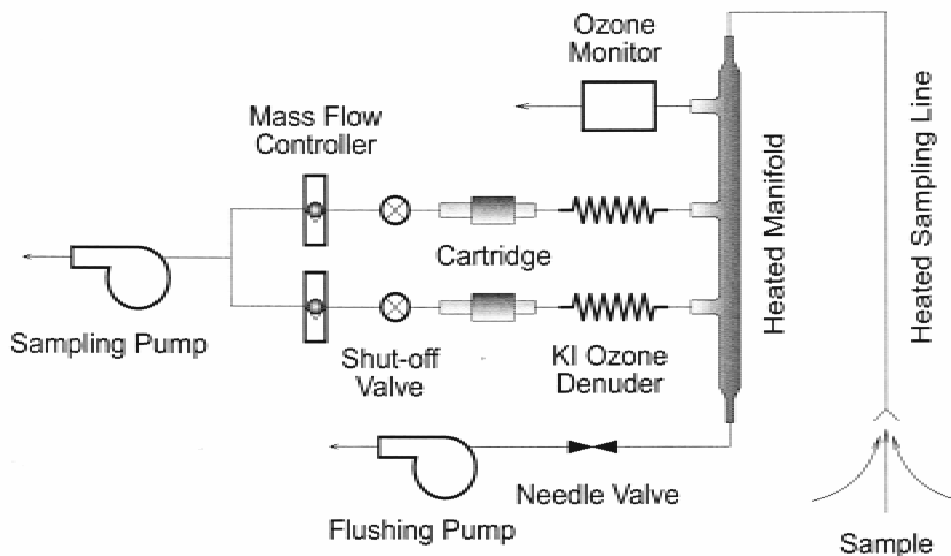 Ozone
Monitor
Mass Flow
Controller
Heated Manifold
Heated Sampling Line
Cartridge
Sampling Pump
Shut-off
Valve
KI Ozone
Denuder
Needle Valve
Flushing Pump
Sample